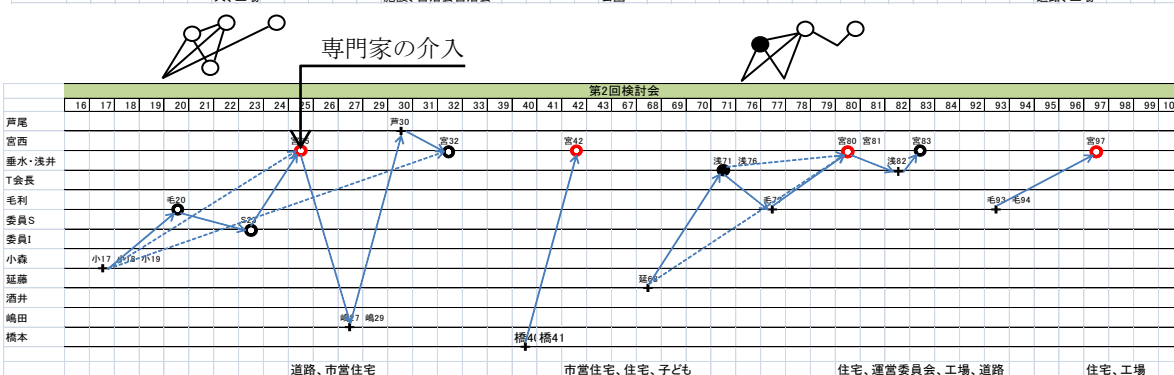 専門家の介入
第2回検討会
16 17 18 19 20 21 22 23 24 25 26 27 28 29 30 31 32 33 39 40 41 42 43 67 68 69 70 71 76 77 79 80 81 82 83 84 92 93 94 95 96 97 98 99
芦尾 芦30
宮西 宮32 宮42 宮80 宮81 宮83 宮97
垂水・浅井 浅71 浅76 浅82
T会長
毛利 毛20 毛93 毛94
委員S
委員I
小森 小17 小19
延藤
酒井
嶋田 嶋29
橋本 橋41
道路、市営住宅 市営住宅、住宅、子ども 住宅、運営委員会、工場、道路 住宅、工場